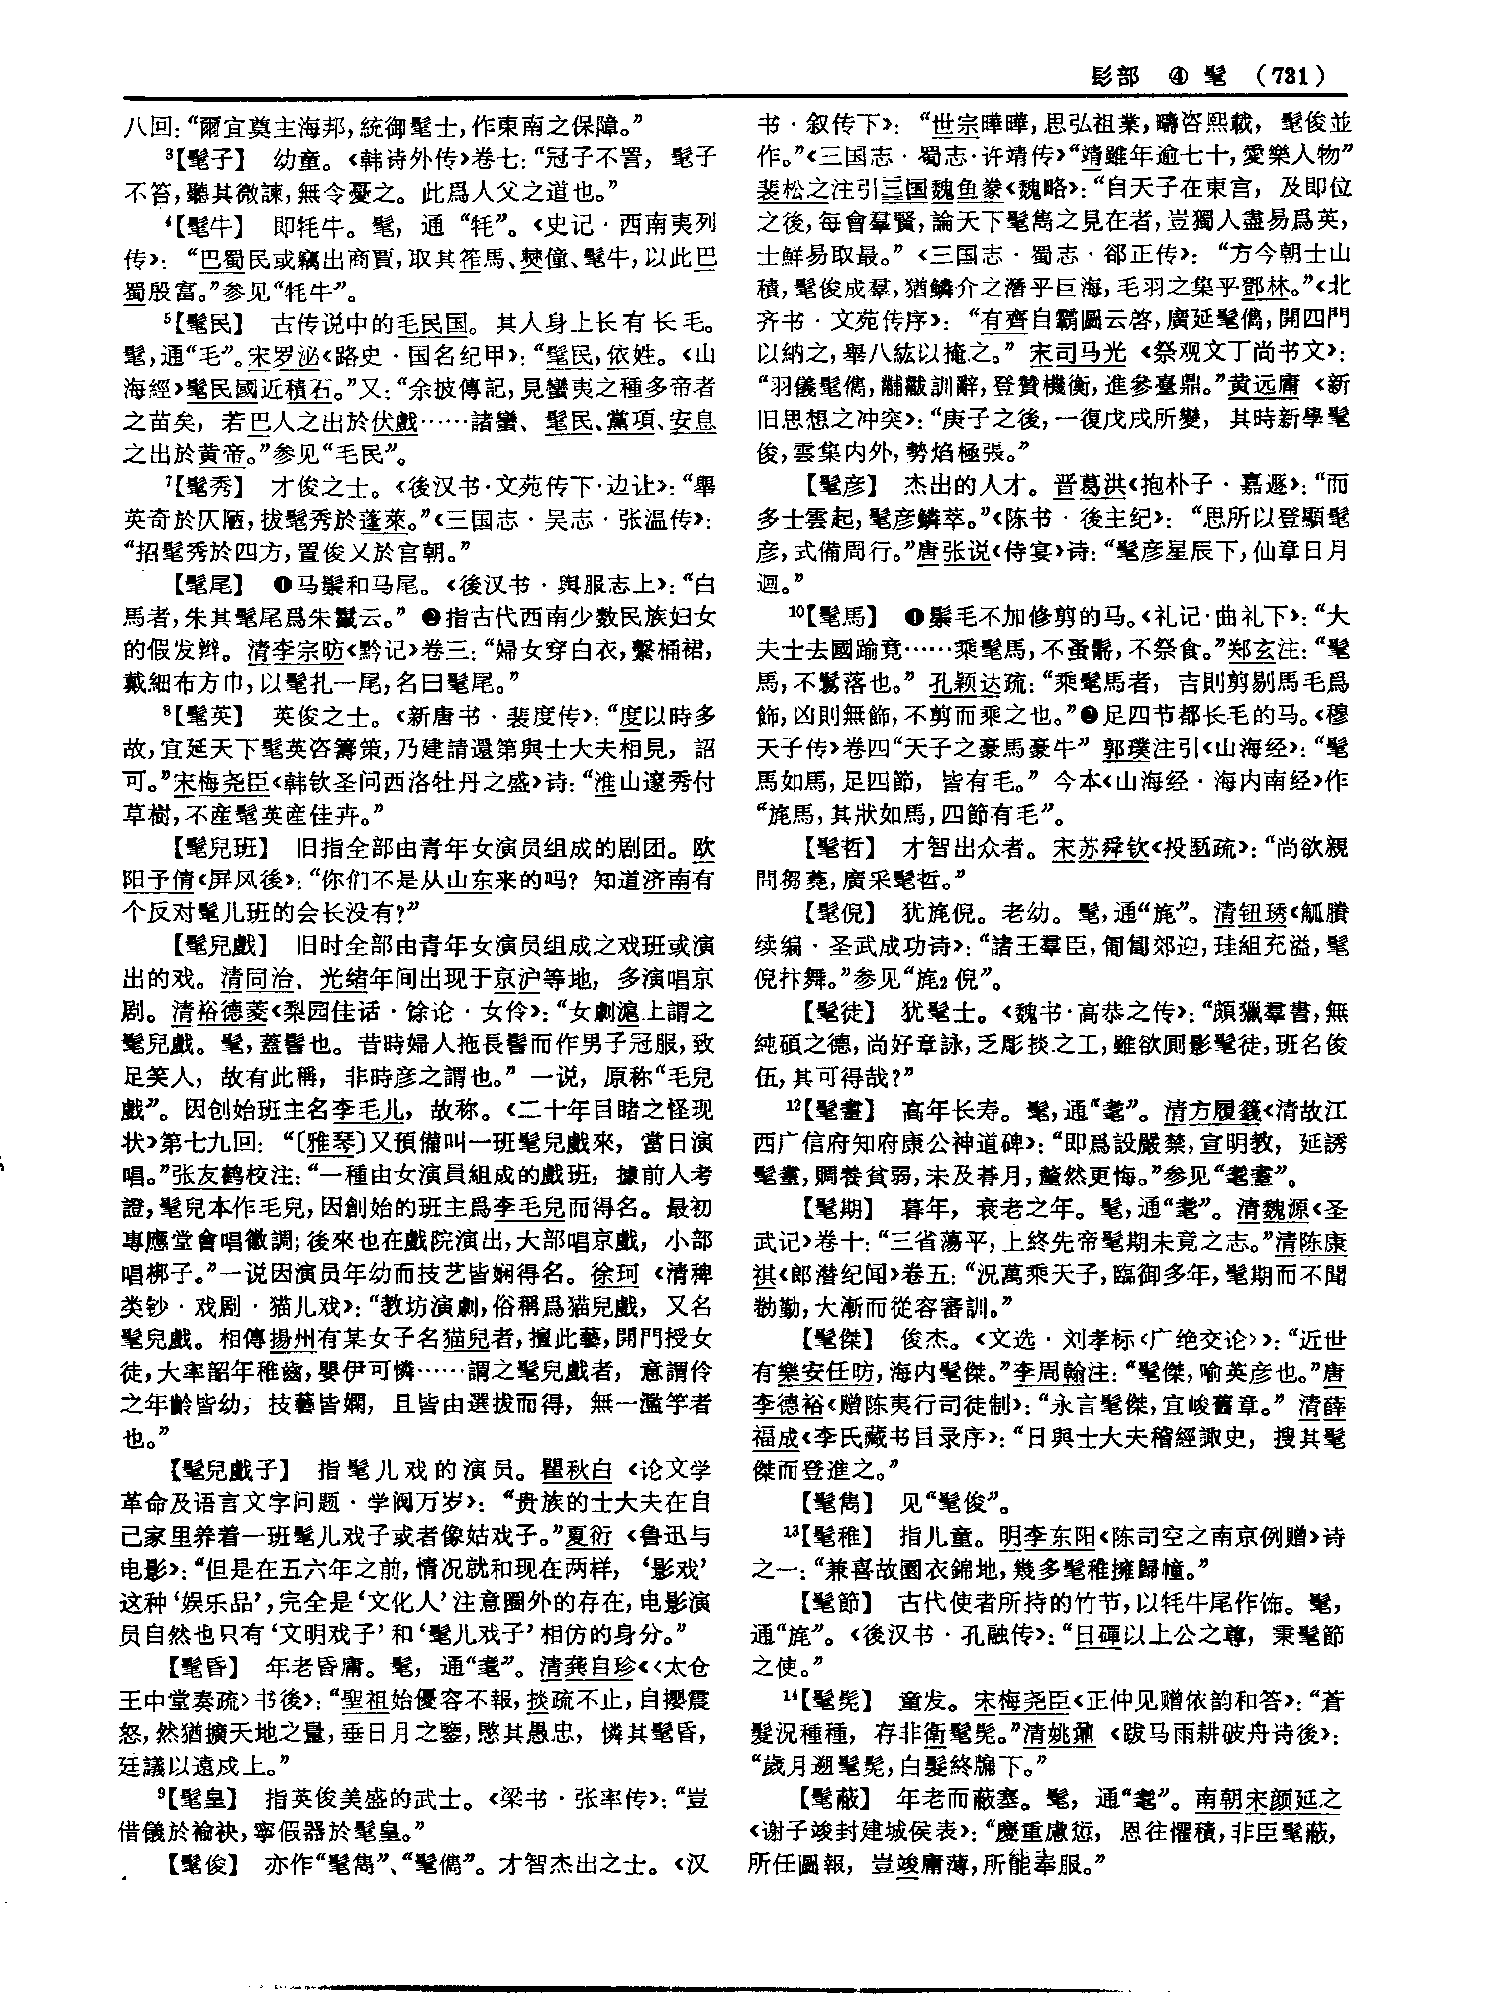 髟部 ④ 髦 （731）
八回：“爾宜奠主海邦，統御髦士，作東南之保障。”
³【髦子】 幼童。《韩诗外传》卷七：“冠子不詈，髦子
不笞，聽其微諫，無令憂之。此爲人父之道也。”
⁴【髦牛】 即牦牛。髦，通“牦”。《史记·西南夷列
传》：“巴蜀民或竊出商賈，取其筰馬、僰僮、髦牛，以此巴
蜀殷富。”参见“牦牛”。
⁵【髦民】 古传说中的毛民国。其人身上长有长毛。
髦，通“毛”。宋罗泌《路史·国名纪甲》：“髦民，依姓。《山
海經》髦民國近積石。”又：“余披傳記，見蠻夷之種多帝者
之苗矣，若巴人之出於伏戲……諸蠻、髦民、黨項、安息
之出於黄帝。”参见“毛民”。
⁷【髦秀】 才俊之士。《後汉书·文苑传下·边让》：“舉
英奇於仄陋，拔髦秀於蓬萊。”《三国志·吴志·张温传》：
“招髦秀於四方，置俊乂於宫朝。”
【髦尾】 ❶马鬃和马尾。《後汉书·舆服志上》：“白
馬者，朱其髦尾爲朱鬣云。” ❷指古代西南少数民族妇女
的假发辫。清李宗昉《黔记》卷三：“婦女穿白衣，繫桶裙，
戴細布方巾，以髦扎一尾，名曰髦尾。”
⁸【髦英】 英俊之士。《新唐书·裴度传》：“度以時多
故，宜延天下髦英咨籌策，乃建請還第與士大夫相見，詔
可。”宋梅尧臣《韩钦圣问西洛牡丹之盛》诗：“淮山邃秀付
草樹，不産髦英産佳卉。”
【髦兒班】 旧指全部由青年女演员组成的剧团。欧
阳予倩《屏风後》：“你们不是从山东来的吗？知道济南有
个反对髦儿班的会长没有？”
【髦兒戲】 旧时全部由青年女演员组成之戏班或演
出的戏。清同治、光绪年间出现于京沪等地，多演唱京
剧。清裕德菱《梨园佳话·馀论·女伶》：“女劇滬上謂之
髦兒戲。髦，蓋髻也。昔時婦人拖長髻而作男子冠服，致
足笑人，故有此稱，非時彦之謂也。”一说，原称“毛兒
戲”。因创始班主名李毛儿，故称。《二十年目睹之怪现
状》第七九回：“〔雅琴〕又預備叫一班髦兒戲來，當日演
唱。”张友鹤校注：“一種由女演員組成的戲班；據前人考
證，髦兒本作毛兒，因創始的班主爲李毛兒而得名。最初
專應堂會唱徽調；後來也在戲院演出，大部唱京戲，小部
唱梆子。”一说因演员年幼而技艺皆娴得名。徐珂《清稗
类钞·戏剧·猫儿戏》：“教坊演劇，俗稱爲猫兒戲，又名
髦兒戲。相傳揚州有某女子名猫兒者，擅此藝，開門授女
徒，大率韶年稚齒，嬰伊可憐……謂之髦兒戲者，意謂伶
之年齡皆幼，技藝皆嫻，且皆由選拔而得，無一濫竽者
也。”
【髦兒戲子】 指髦儿戏的演员。瞿秋白《论文学
革命及语言文字问题·学阀万岁》：“贵族的士大夫在自
己家里养着一班髦儿戏子或者像姑戏子。”夏衍《鲁迅与
电影》：“但是在五六年之前，情况就和现在两样，‘影戏’
这种‘娱乐品’，完全是‘文化人’注意圈外的存在，电影演
员自然也只有‘文明戏子’和‘髦儿戏子’相仿的身分。”
【髦昏】 年老昏庸。髦，通“耄”。清龚自珍《〈太仓
王中堂奏疏〉书後》：“聖祖始優容不報，掞疏不止，自攖震
怒，然猶擴天地之量，垂日月之鑒，愍其愚忠，憐其髦昏，
廷議以遠戍上。”
⁹【髦皇】 指英俊美盛的武士。《梁书·张率传》：“豈
借儀於褕袂，寧假器於髦皇。”
【髦俊】 亦作“髦雋”、“髦儁”。才智杰出之士。《汉
书·叙传下》：“世宗曄曄，思弘祖業，疇咨熙載，髦俊並
作。”《三国志·蜀志·许靖传》“靖雖年逾七十，愛樂人物”
裴松之注引三国魏鱼豢《魏略》：“自天子在東宫，及即位
之後，每會羣賢，論天下髦雋之見在者，豈獨人盡易爲英，
士鮮易取最。”《三国志·蜀志·郤正传》：“方今朝士山
積，髦俊成羣，猶鱗介之潛乎巨海，毛羽之集乎鄧林。”《北
齐书·文苑传序》：“有齊自霸圖云啓，廣延髦儁，開四門
以納之，舉八紘以掩之。”宋司马光《祭观文丁尚书文》：
“羽儀髦儁，黼黻訓辭，登贊機衡，進參臺鼎。”黄远庸《新
旧思想之冲突》：“庚子之後，一復戊戌所變，其時新學髦
俊，雲集内外，勢焰極張。”
【髦彦】 杰出的人才。晋葛洪《抱朴子·嘉遯》：“而
多士雲起，髦彦鱗萃。”《陈书·後主纪》：“思所以登顯髦
彦，式備周行。”唐张说《侍宴》诗：“髦彦星辰下，仙章日月
迴。”
¹⁰【髦馬】 ❶鬃毛不加修剪的马。《礼记·曲礼下》：“大
夫士去國踰竟……乘髦馬，不蚤鬋，不祭食。”郑玄注：“髦
馬，不鬄落也。”孔颖达疏：“乘髦馬者，吉則剪剔馬毛爲
飾，凶則無飾，不剪而乘之也。”❷足四节都长毛的马。《穆
天子传》卷四“天子之豪馬豪牛”郭璞注引《山海经》：“髦
馬如馬，足四節，皆有毛。”今本《山海经·海内南经》作
“旄馬，其狀如馬，四節有毛”。
【髦哲】 才智出众者。宋苏舜钦《投匦疏》：“尚欲親
問芻蕘，廣采髦哲。”
【髦倪】 犹旄倪。老幼。髦，通“旄”。清钮琇《觚賸
续编·圣武成功诗》：“諸王羣臣，匍匐郊迎，珪組充溢，髦
倪抃舞。”参见“旄₂倪”。
【髦徒】 犹髦士。《魏书·高恭之传》：“頗獵羣書，無
純碩之德，尚好章詠，乏彫掞之工，雖欲厠影髦徒，班名俊
伍，其可得哉？”
¹²【髦耋】 高年长寿。髦，通“耄”。清方履籛《清故江
西广信府知府康公神道碑》：“即爲設嚴禁，宣明教，延誘
髦耋，賙養貧弱，未及朞月，釐然更悔。”参见“耄耋”。
【髦期】 暮年，衰老之年。髦，通“耄”。清魏源《圣
武记》卷十：“三省蕩平，上終先帝髦期未竟之志。”清陈康
祺《郎潜纪闻》卷五：“況萬乘天子，臨御多年，髦期而不聞
勌勤，大漸而從容審訓。”
【髦傑】 俊杰。《文选·刘孝标〈广绝交论〉》：“近世
有樂安任昉，海内髦傑。”李周翰注：“髦傑，喻英彦也。”唐
李德裕《赠陈夷行司徒制》：“永言髦傑，宜峻舊章。”清薛
福成《李氏藏书目录序》：“日與士大夫稽經諏史，搜其髦
傑而登進之。”
【髦雋】 见“髦俊”。
¹³【髦稚】 指儿童。明李东阳《陈司空之南京例赠》诗
之一：“兼喜故園衣錦地，幾多髦稚擁歸幢。”
【髦節】 古代使者所持的竹节，以牦牛尾作饰。髦，
通“旄”。《後汉书·孔融传》：“日磾以上公之尊，秉髦節
之使。”
¹⁴【髦髡】 童发。宋梅尧臣《正仲见赠依韵和答》：“蒼
髮況種種，存非衛髦髡。”清姚鼐《跋马雨耕破舟诗後》：
“歲月遡髦髡，白髮終牖下。”
【髦蔽】 年老而蔽塞。髦，通“耄”。南朝宋颜延之
《谢子竣封建城侯表》：“慶重慮愆，恩往懼積，非臣髦蔽，
所任圖報，豈竣庸薄，所能奉服。”